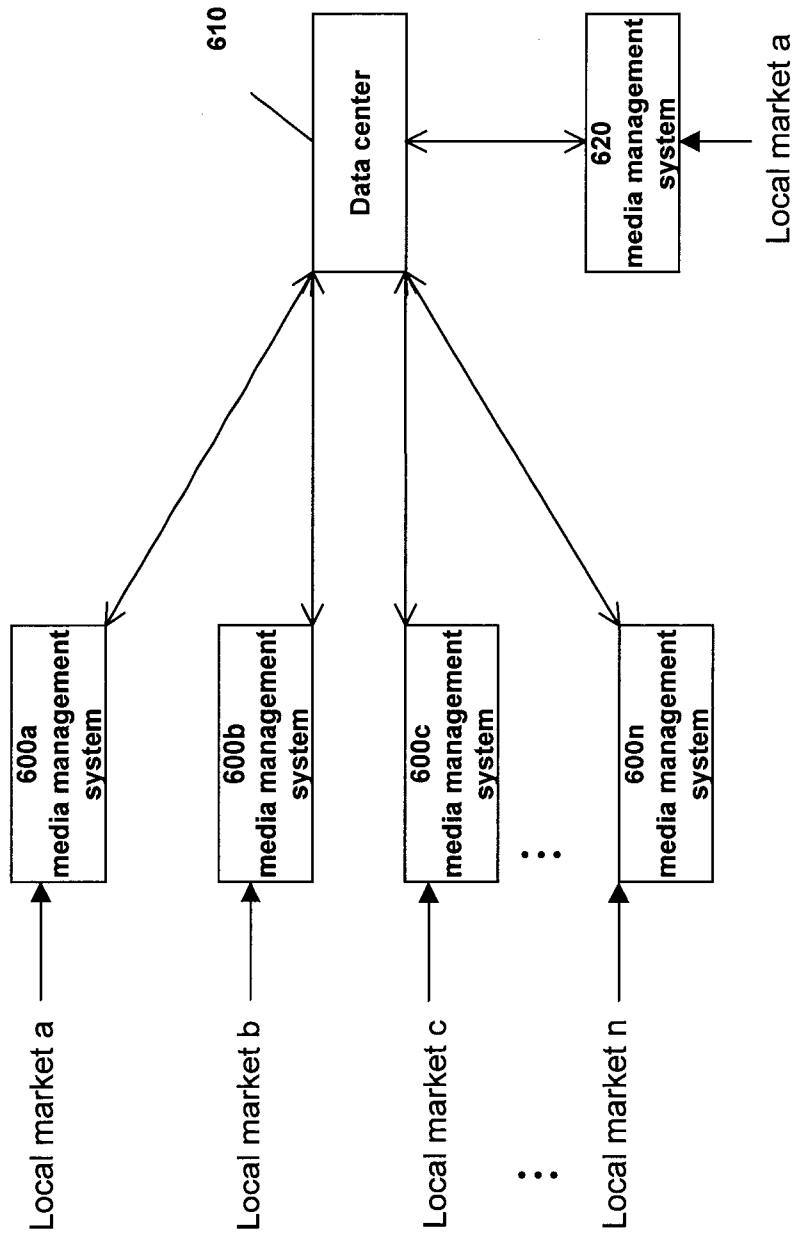 Local market a
600a
media management
system
Local market b
600b
media management
system
Local market c
600c
media management
system
...
...
Local market n
600n
media management
system
610
Data center
620
media management
system
Local market a